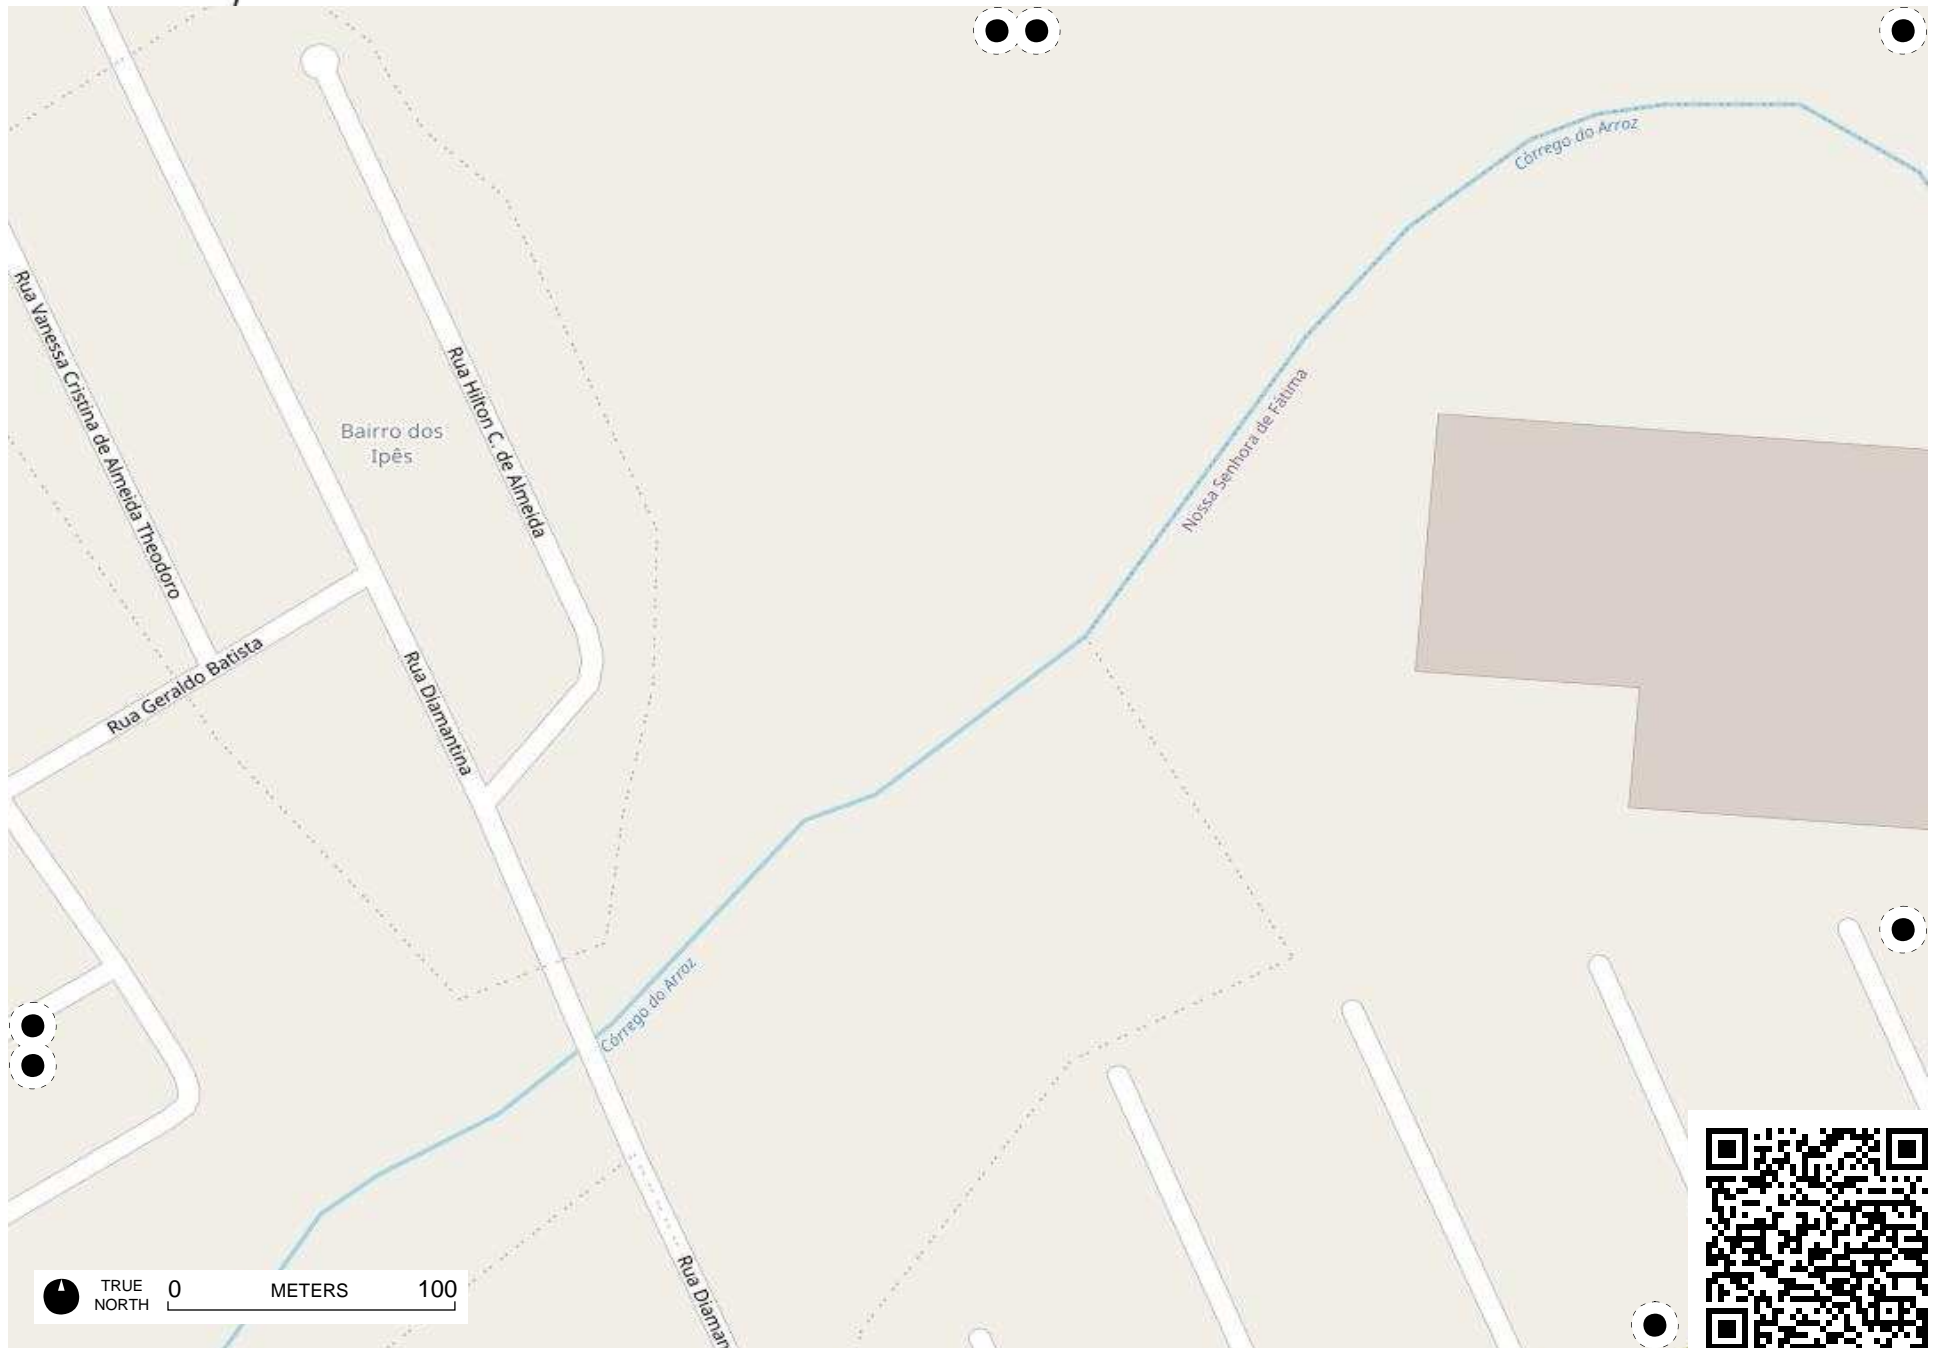 Córrego do Arroz
Rua Vanessa Cristina de Almeida Theodoro
Rua Hilton C. de Almeida
Nossa Senhora de Fátima
Bairro dos
Ipês
Rua Geraldo Batista
Rua Diamantina
Córrego do Arroz
Rua Diaman
TRUE
NORTH
0 METERS 100